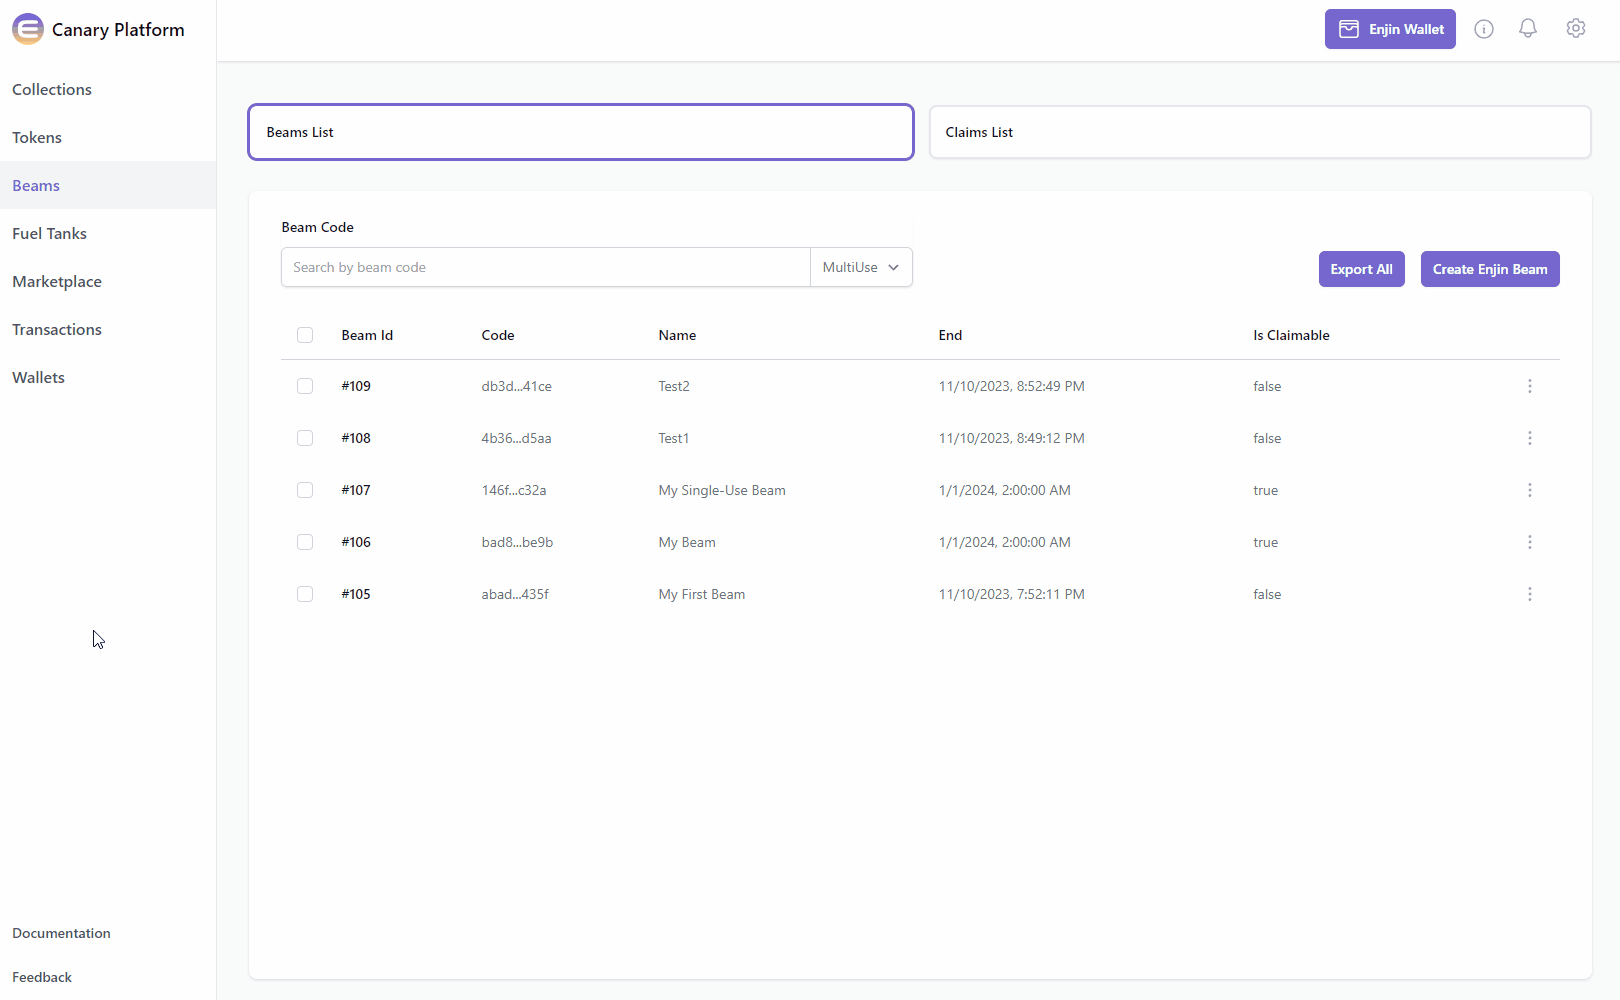 Canary Platform
Enjin Wallet
Collections
Tokens
Beams
Fuel Tanks
Marketplace
Transactions
Wallets
Documentation
Feedback
Beams List
Claims List
Beam Code
Search by beam code
MultiUse
Export All
Create Enjin Beam
Beam Id Code Name End Is Claimable
#109 db3d...41ce Test2 11/10/2023, 8:52:49 PM false
#108 4b36...d5aa Test1 11/10/2023, 8:49:12 PM false
#107 146f...c32a My Single-Use Beam 1/1/2024, 2:00:00 AM true
#106 bad8...be9b My Beam 1/1/2024, 2:00:00 AM true
#105 abad...435f My First Beam 11/10/2023, 7:52:11 PM false